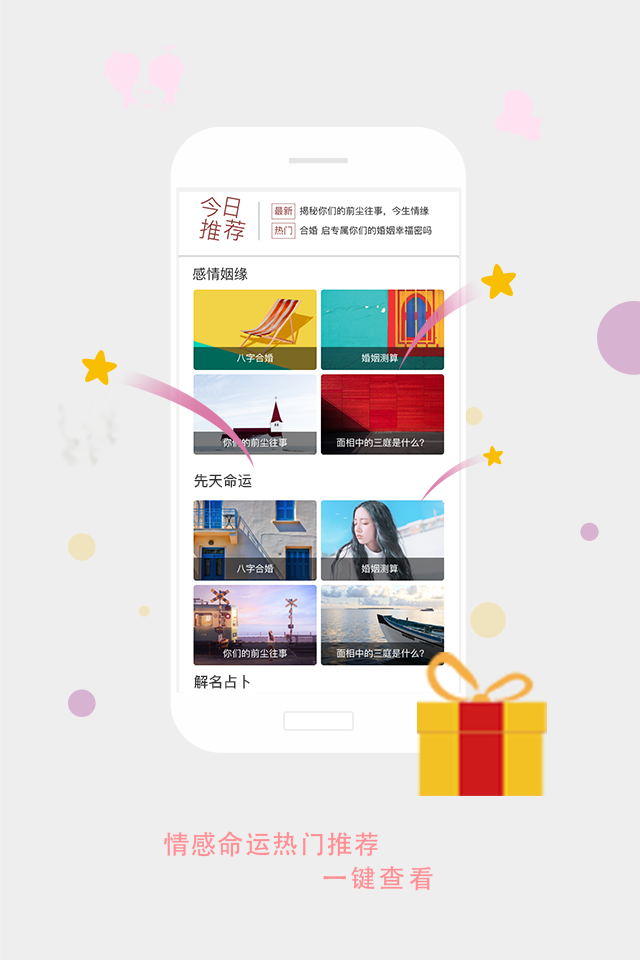 今日
推荐
最新 揭秘你们的前尘往事，今生情缘
热门 合婚 启专属你们的婚姻幸福密吗
感情姻缘
八字合婚
婚姻测算
你们的前尘往事
面相中的三庭是什么?
先天命运
八字合婚
婚姻测算
你们的前尘往事
面相中的三庭是什么?
解名占卜
情感命运热门推荐
一键查看